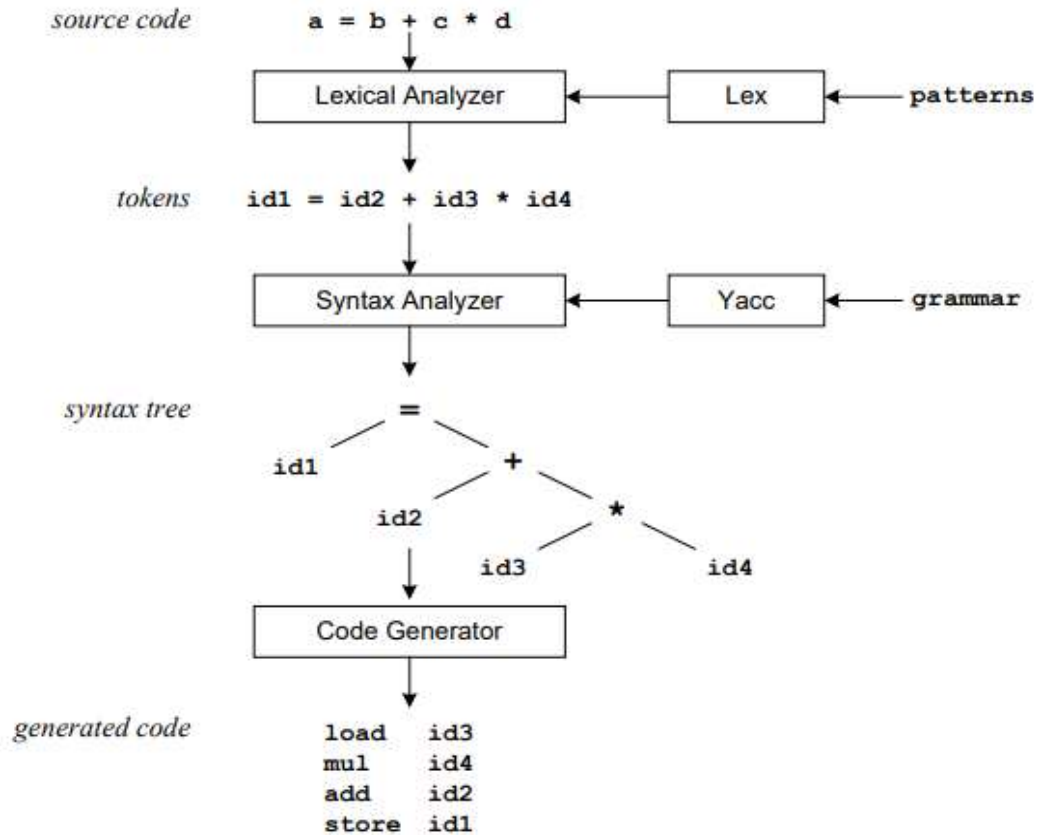 source code a = b + c * d
Lexical Analyzer Lex patterns
tokens id1 = id2 + id3 * id4
Syntax Analyzer Yacc grammar
syntax tree =
id1 +
id2 *
id3 id4
Code Generator
generated code load id3
mul id4
add id2
store id1